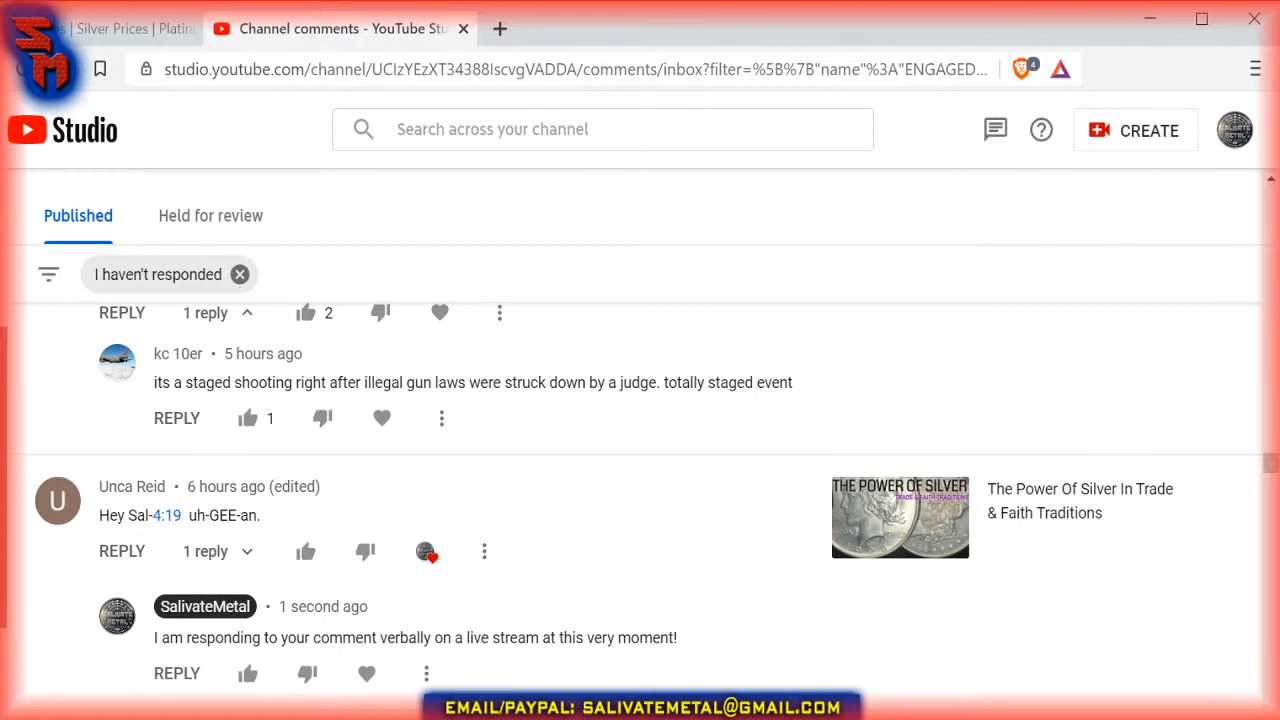 s | Silver Prices | Platin
Channel comments - YouTube Stu
SM
studio.youtube.com/channel/UCIzYEzXT34388IscvgVADDA/comments/inbox?filter=%5B%7B"name"%3A"ENGAGED...
4
Studio
Search across your channel
CREATE
Published
Held for review
I haven't responded
REPLY 1 reply 2
kc 10er • 5 hours ago
its a staged shooting right after illegal gun laws were struck down by a judge. totally staged event
REPLY 1
U
Unca Reid • 6 hours ago (edited)
Hey Sal-4:19 uh-GEE-an.
REPLY 1 reply
THE POWER OF SILVER
TRADE & FAITH TRADITIONS
The Power Of Silver In Trade
& Faith Traditions
SalivateMetal • 1 second ago
I am responding to your comment verbally on a live stream at this very moment!
REPLY
EMAIL/PAYPAL: SALIVATEMETAL@GMAIL.COM